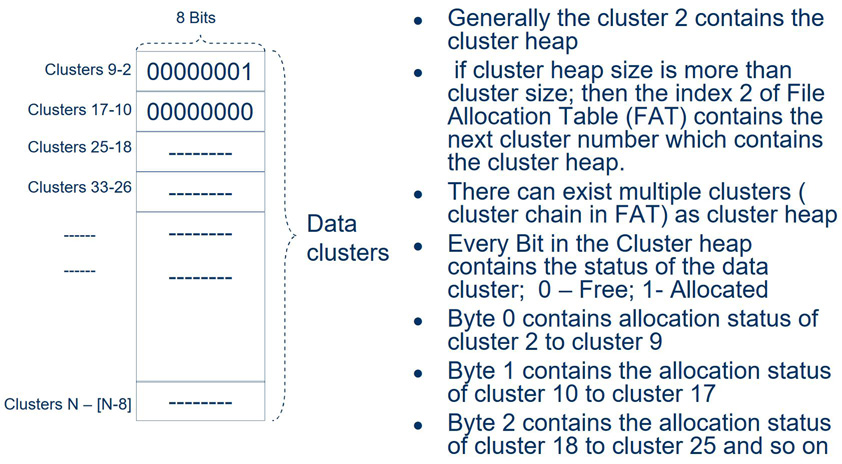 8 Bits
Clusters 9-2
00000001
Clusters 17-10
00000000
Clusters 25-18
--------
Clusters 33-26
--------
------
--------
------
--------
Clusters N – [N-8]
--------
Data
clusters
• Generally the cluster 2 contains the
cluster heap
• if cluster heap size is more than
cluster size; then the index 2 of File
Allocation Table (FAT) contains the
next cluster number which contains
the cluster heap.
• There can exist multiple clusters (
cluster chain in FAT) as cluster heap
• Every Bit in the Cluster heap
contains the status of the data
cluster; 0 – Free; 1- Allocated
• Byte 0 contains allocation status of
cluster 2 to cluster 9
• Byte 1 contains the allocation status
of cluster 10 to cluster 17
• Byte 2 contains the allocation status
of cluster 18 to cluster 25 and so on